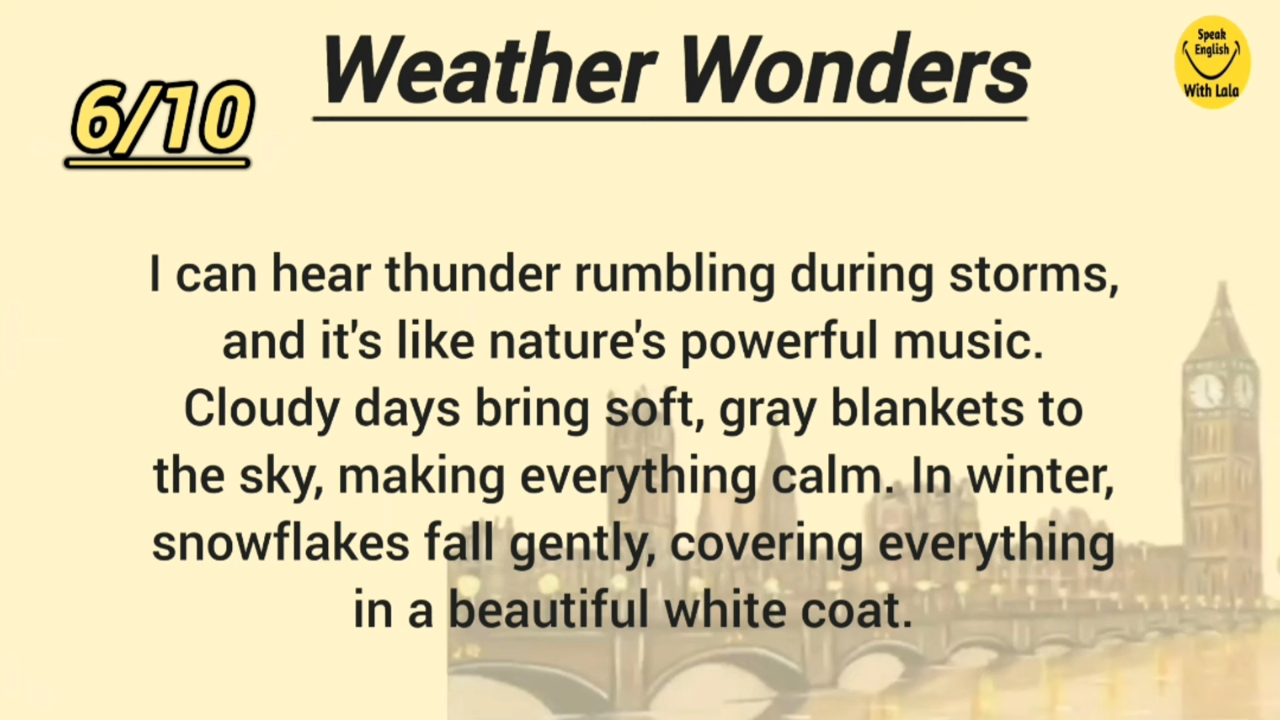 Weather Wonders
6/10
Speak
English
With Lala
I can hear thunder rumbling during storms,
and it's like nature's powerful music.
Cloudy days bring soft, gray blankets to
the sky, making everything calm. In winter,
snowflakes fall gently, covering everything
in a beautiful white coat.